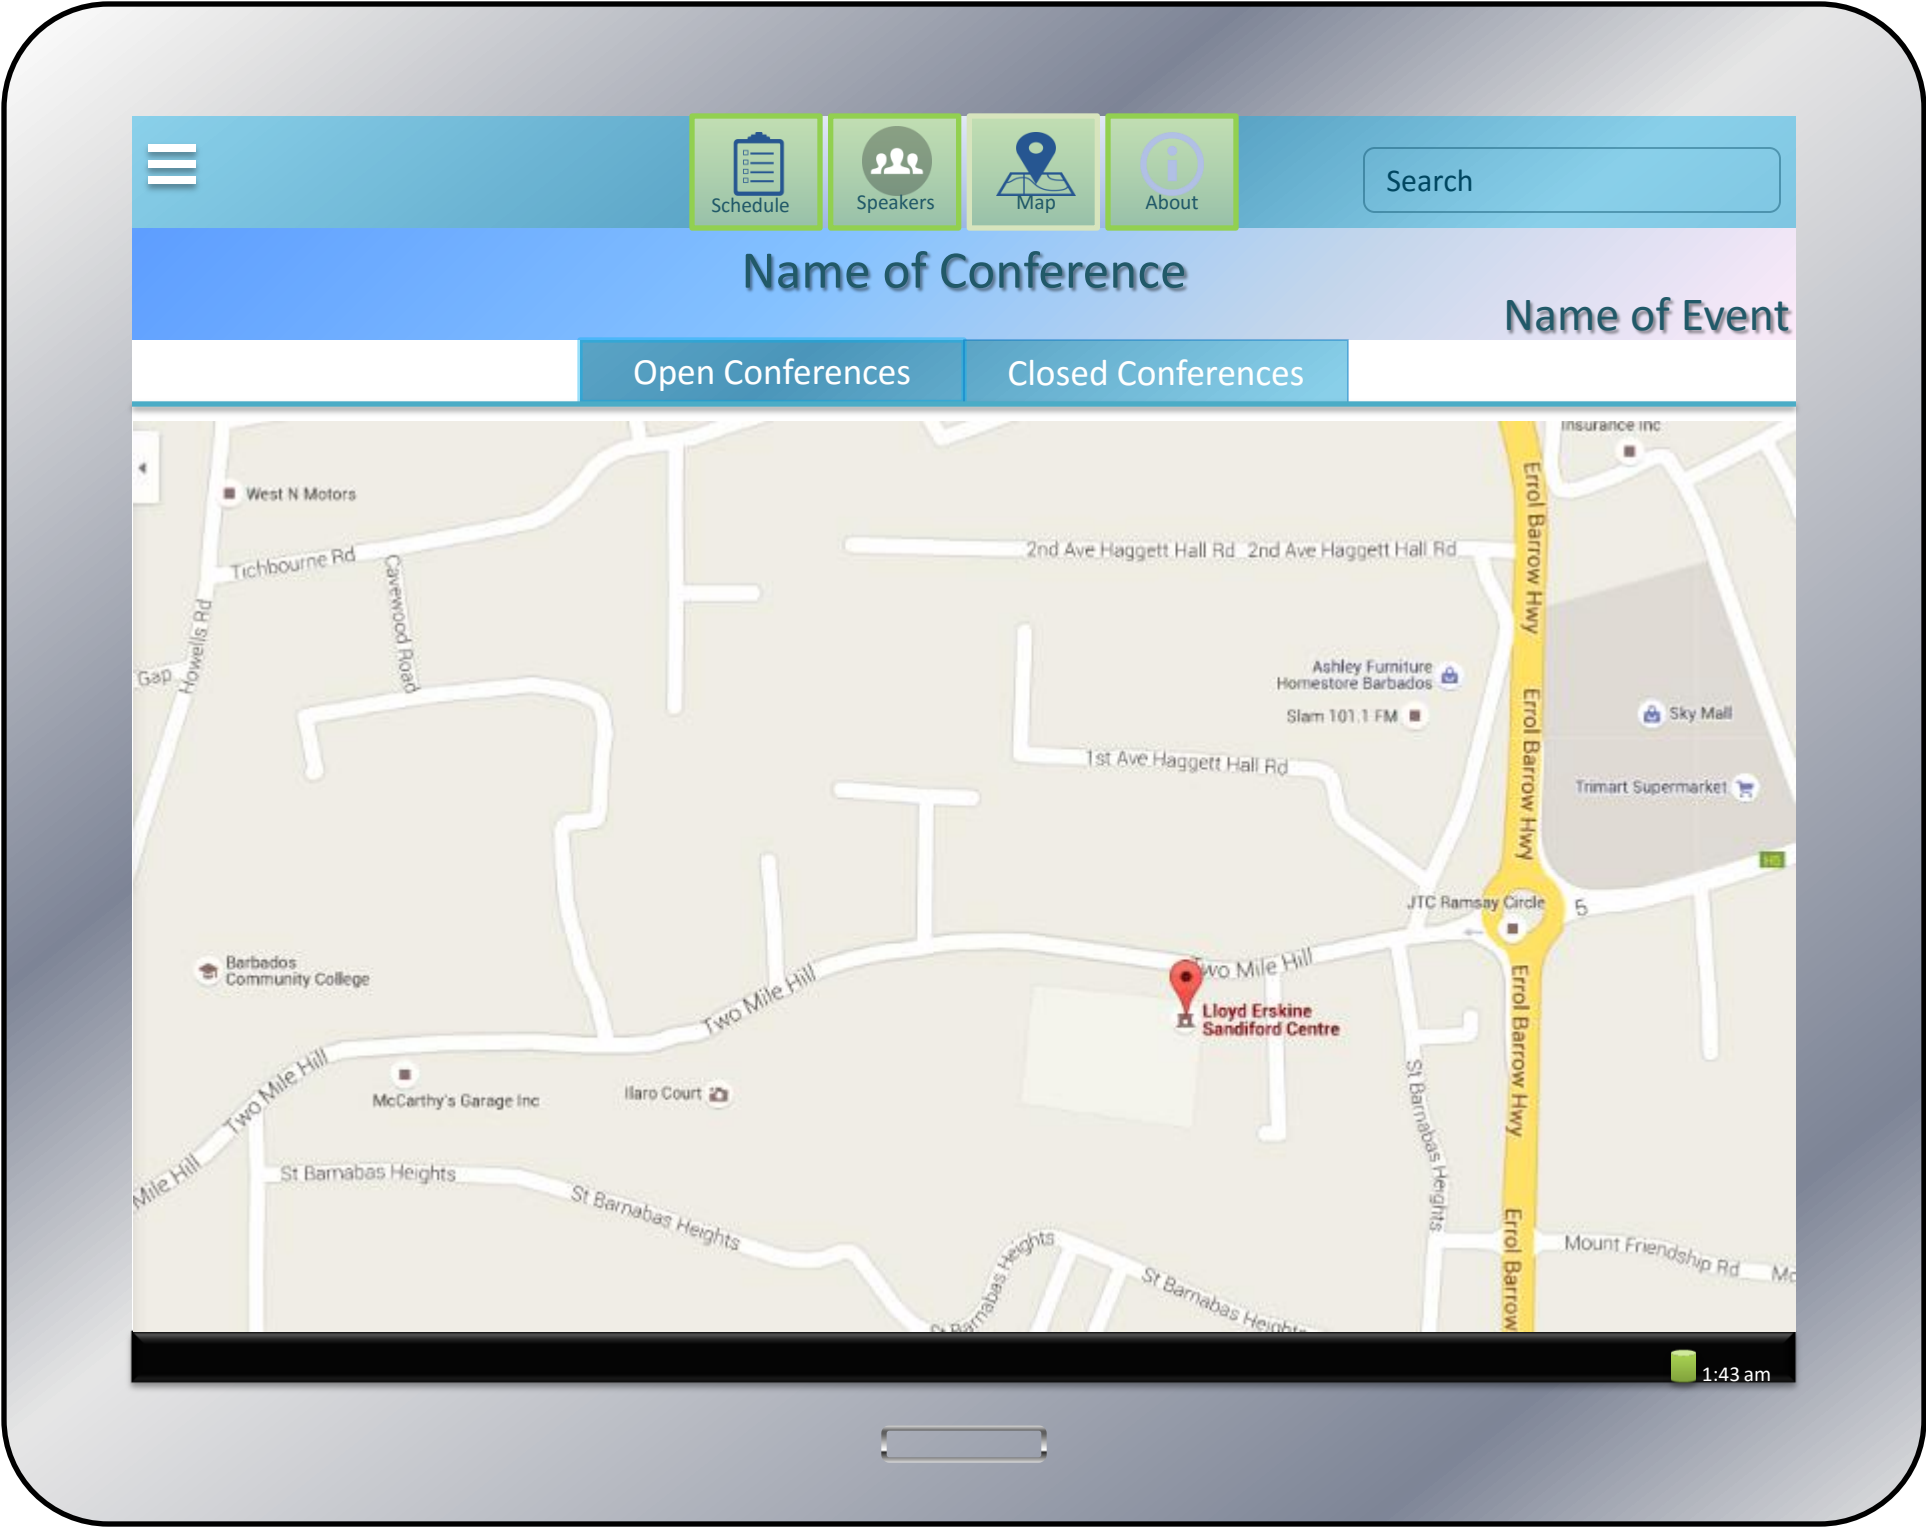 Schedule
Speakers
Map
About
Search
Name of Conference
Name of Event
Open Conferences
Closed Conferences
Insurance Inc
West N Motors
Errol Barrow Hwy
Tichbourne Rd
2nd Ave Haggett Hall Rd
2nd Ave Haggett Hall Rd
Cavewood Road
Howells Rd
Gap
Ashley Furniture
Homestore Barbados
Slam 101.1 FM
Errol Barrow Hwy
Sky Mall
1st Ave Haggett Hall Rd
Trimart Supermarket
H5
JTC Ramsay Circle
5
Barbados
Community College
Two Mile Hill
Two Mile Hill
Lloyd Erskine
Sandiford Centre
Errol Barrow Hwy
Two Mile Hill
McCarthy's Garage Inc
Ilaro Court
St Barnabas Heights
Mile Hill
St Barnabas Heights
St Barnabas Heights
St Barnabas Heights
St Barnabas Heights
Errol Barrow
Mount Friendship Rd
Mo
1:43 am